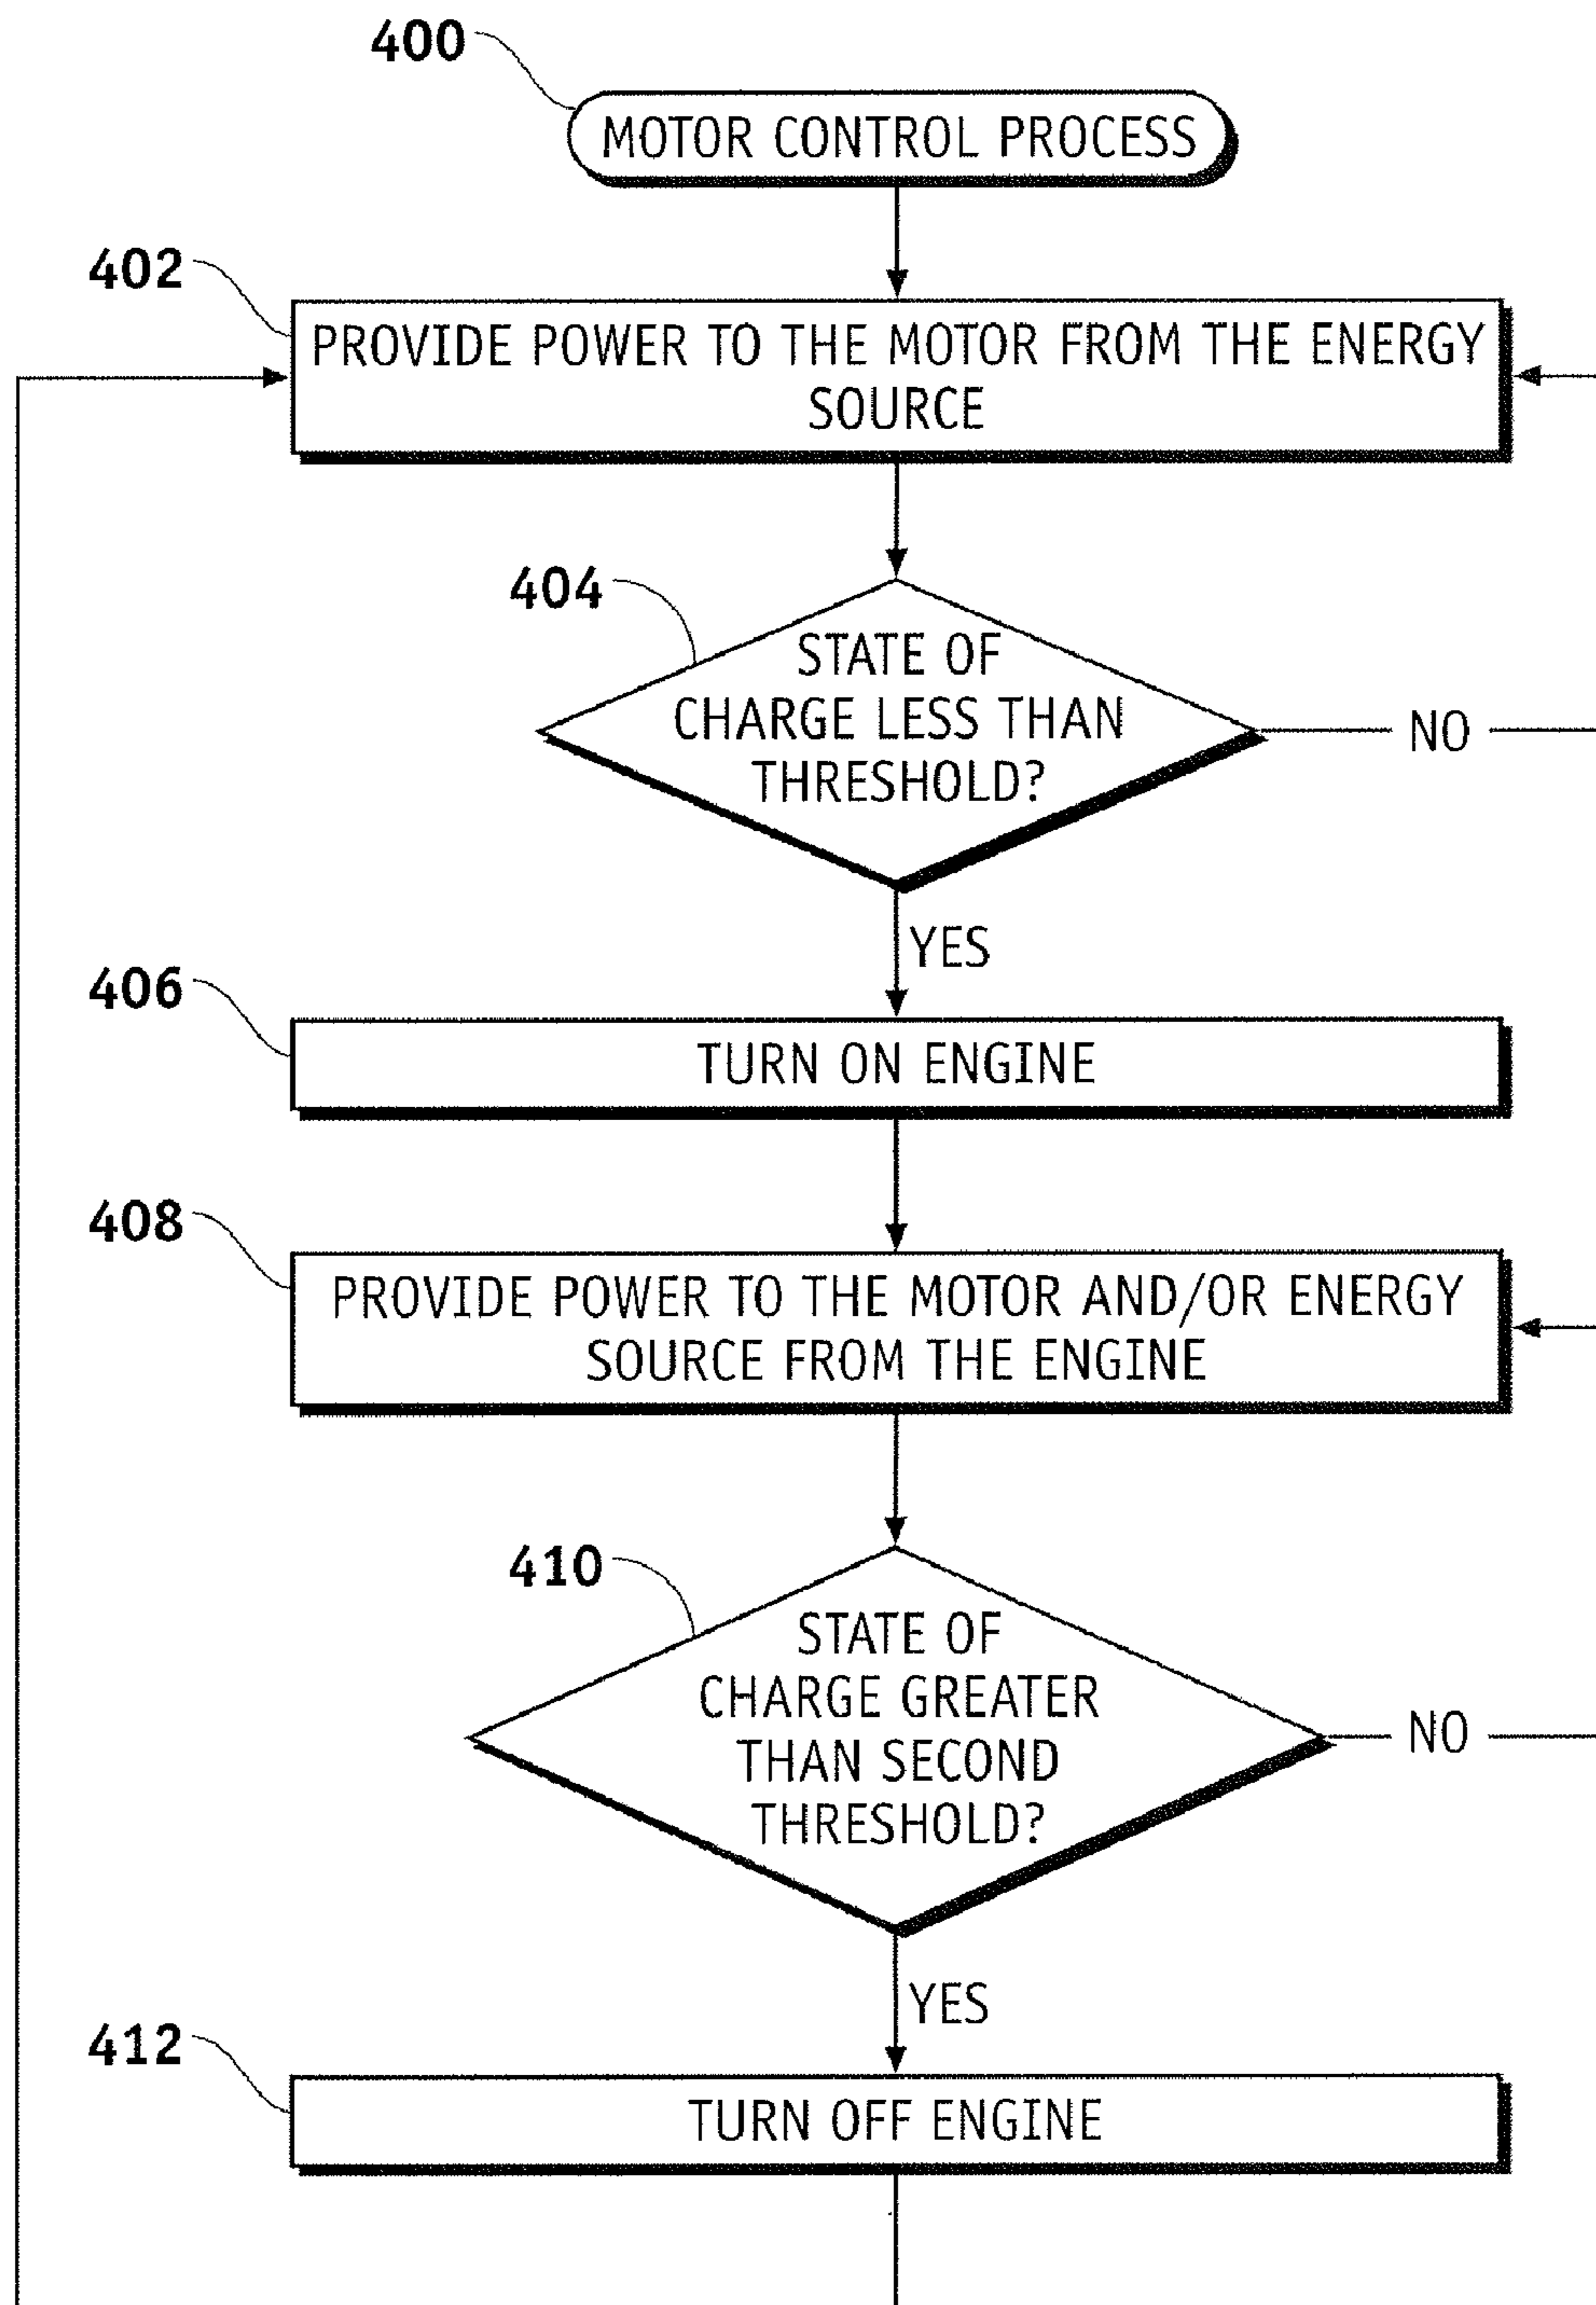 400
MOTOR CONTROL PROCESS
402
PROVIDE POWER TO THE MOTOR FROM THE ENERGY
SOURCE
404
STATE OF
CHARGE LESS THAN
THRESHOLD?
NO
YES
406
TURN ON ENGINE
408
PROVIDE POWER TO THE MOTOR AND/OR ENERGY
SOURCE FROM THE ENGINE
410
STATE OF
CHARGE GREATER
THAN SECOND
THRESHOLD?
NO
YES
412
TURN OFF ENGINE